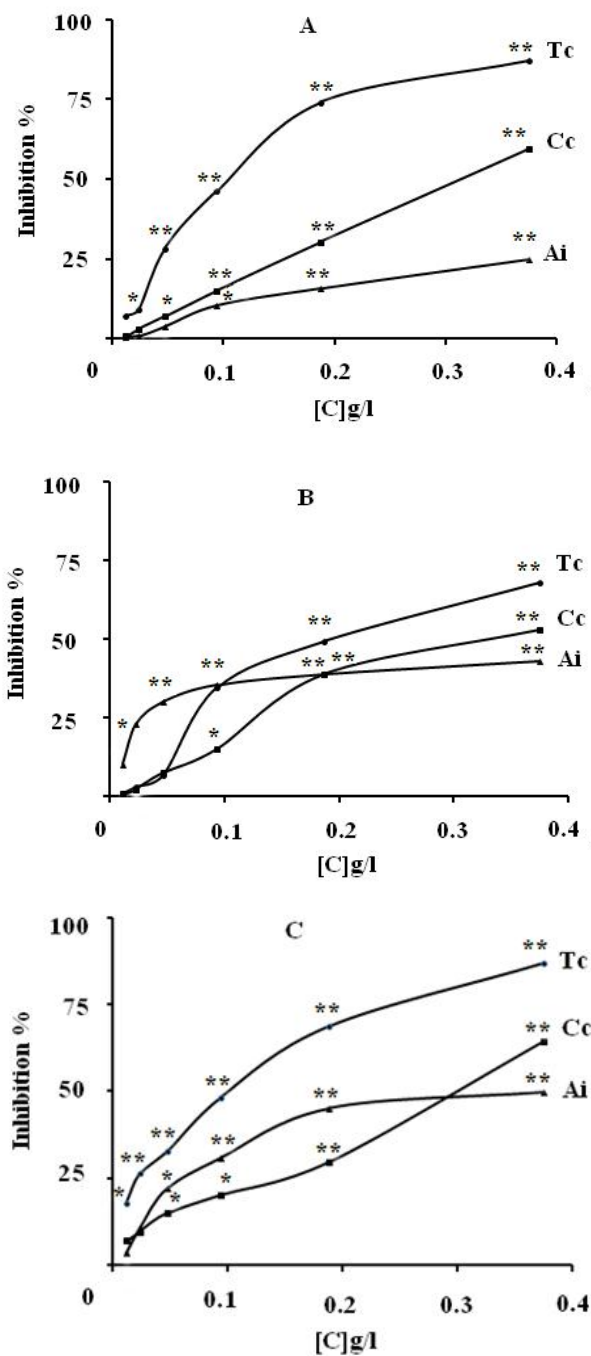 A
Inhibition %
100
75
50
25
0
0.1
0.2
0.3
0.4
[C]g/l
* ** ** ** ** Tc
* ** ** ** Cc
* ** ** Ai
B
Inhibition %
100
75
50
25
0
0.1
0.2
0.3
0.4
[C]g/l
** ** ** Tc
* ** ** Cc
* ** ** ** Ai
C
Inhibition %
100
75
50
25
0
0.1
0.2
0.3
0.4
[C]g/l
* ** ** ** ** ** Tc
* * ** ** Cc
* ** ** ** Ai